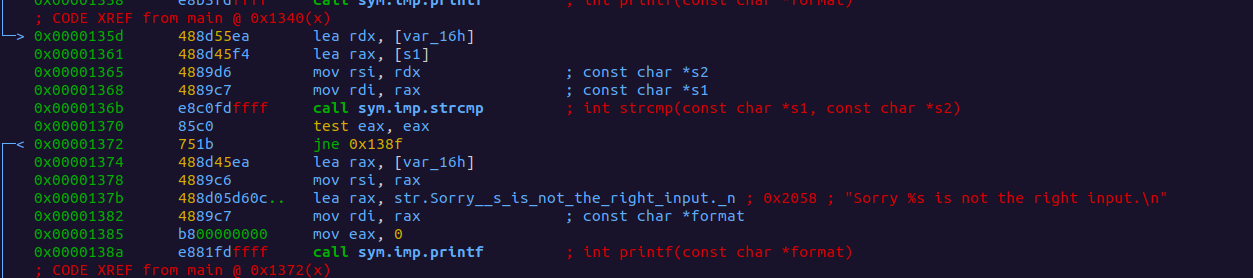 0x00001358 e8b3fdffff call sym.imp.printf ; int printf(const char *format)
; CODE XREF from main @ 0x1340(x)
> 0x0000135d 488d55ea lea rdx, [var_16h]
0x00001361 488d45f4 lea rax, [s1]
0x00001365 4889d6 mov rsi, rdx ; const char *s2
0x00001368 4889c7 mov rdi, rax ; const char *s1
0x0000136b e8c0fdffff call sym.imp.strcmp ; int strcmp(const char *s1, const char *s2)
0x00001370 85c0 test eax, eax
< 0x00001372 751b jne 0x138f
0x00001374 488d45ea lea rax, [var_16h]
0x00001378 4889c6 mov rsi, rax
0x0000137b 488d05d60c.. lea rax, str.Sorry__s_is_not_the_right_input._n ; 0x2058 ; "Sorry %s is not the right input.\n"
0x00001382 4889c7 mov rdi, rax ; const char *format
0x00001385 b800000000 mov eax, 0
0x0000138a e881fdffff call sym.imp.printf ; int printf(const char *format)
; CODE XREF from main @ 0x1372(x)